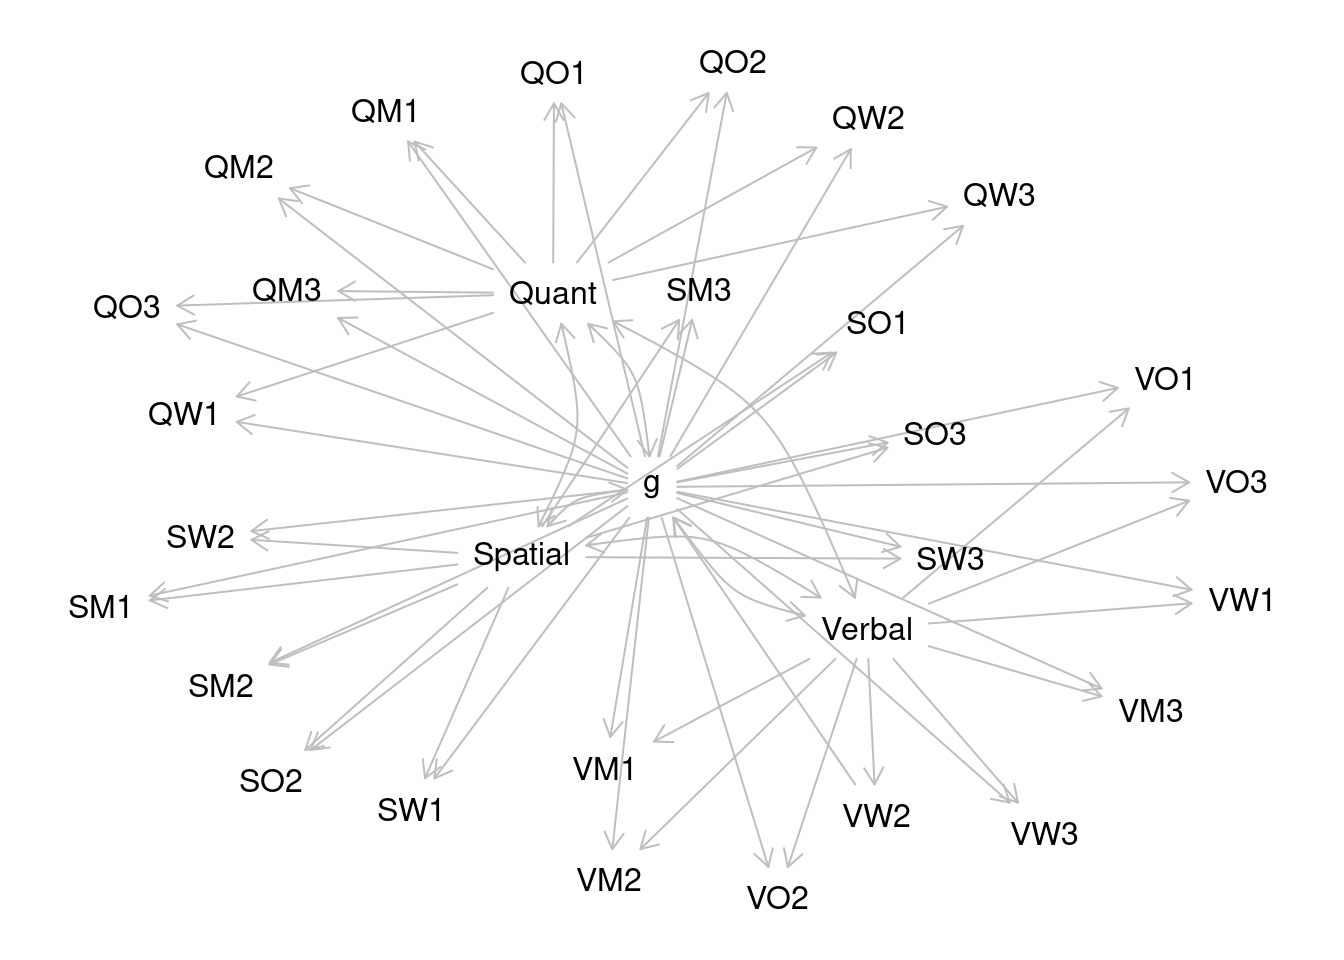 QO2
QO1
QM1
QW2
QM2
QW3
QM3
Quant
SM3
QO3
SO1
VO1
QW1
SO3
g
VO3
SW2
Spatial
SW3
SM1
VW1
Verbal
SM2
VM3
VM1
SO2
SW1
VW2
VW3
VM2
VO2